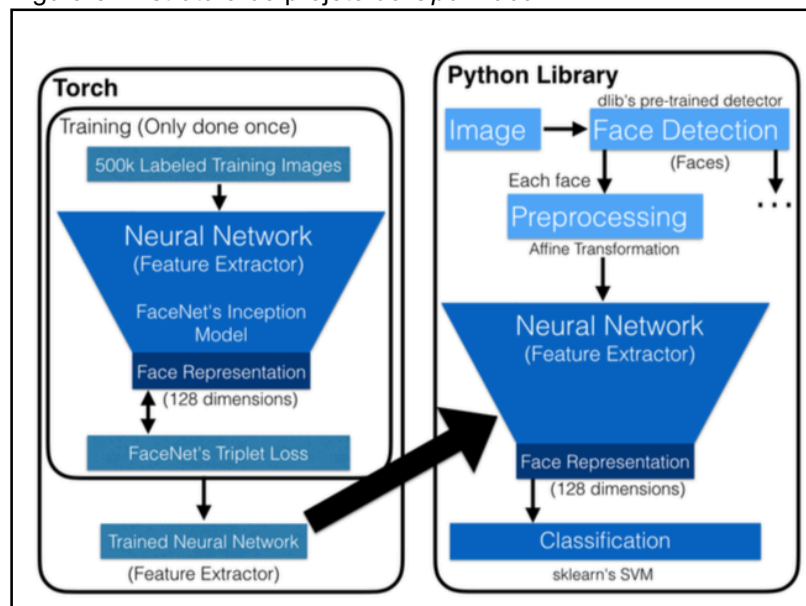 Torch
Training (Only done once)
500k Labeled Training Images
Neural Network
(Feature Extractor)
FaceNet's Inception
Model
Face Representation
(128 dimensions)
FaceNet's Triplet Loss
Trained Neural Network
(Feature Extractor)
Python Library
dlib's pre-trained detector
Image
Face Detection
(Faces)
Each face
...
Preprocessing
Affine Transformation
Neural Network
(Feature Extractor)
Face Representation
(128 dimensions)
Classification
sklearn's SVM